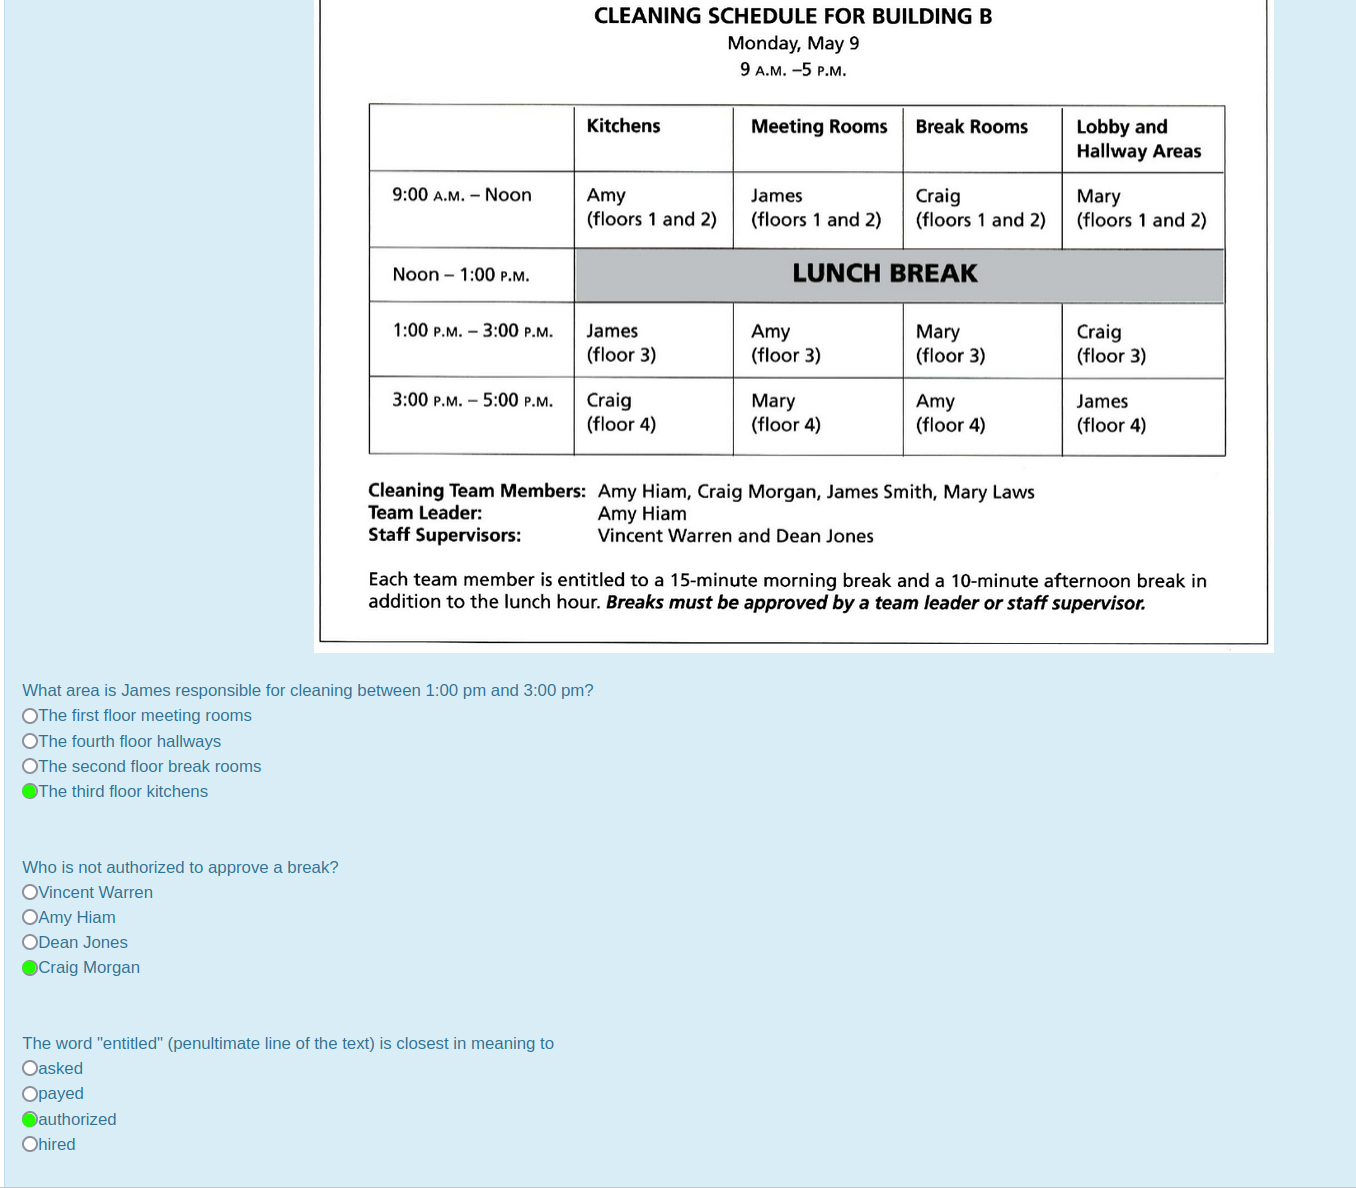 CLEANING SCHEDULE FOR BUILDING B
Monday, May 9
9 A.M. –5 P.M.
Kitchens Meeting Rooms Break Rooms Lobby and
Hallway Areas
9:00 A.M. – Noon Amy James Craig Mary
(floors 1 and 2) (floors 1 and 2) (floors 1 and 2) (floors 1 and 2)
Noon – 1:00 P.M. LUNCH BREAK
1:00 P.M. – 3:00 P.M. James Amy Mary Craig
(floor 3) (floor 3) (floor 3) (floor 3)
3:00 P.M. – 5:00 P.M. Craig Mary Amy James
(floor 4) (floor 4) (floor 4) (floor 4)
Cleaning Team Members: Amy Hiam, Craig Morgan, James Smith, Mary Laws
Team Leader: Amy Hiam
Staff Supervisors: Vincent Warren and Dean Jones
Each team member is entitled to a 15-minute morning break and a 10-minute afternoon break in
addition to the lunch hour. Breaks must be approved by a team leader or staff supervisor.
What area is James responsible for cleaning between 1:00 pm and 3:00 pm?
The first floor meeting rooms
The fourth floor hallways
The second floor break rooms
The third floor kitchens
Who is not authorized to approve a break?
Vincent Warren
Amy Hiam
Dean Jones
Craig Morgan
The word "entitled" (penultimate line of the text) is closest in meaning to
asked
payed
authorized
hired